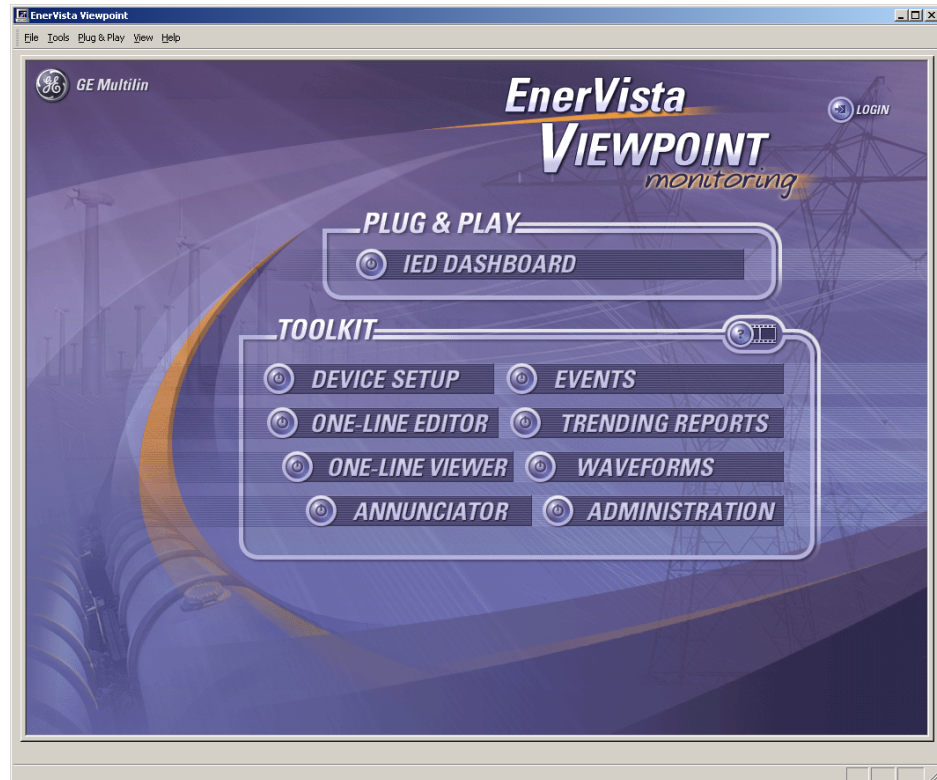 EnerVista Viewpoint
File Tools Plug & Play View Help
GE Multilin
EnerVista
VIEWPOINT
monitoring
LOGIN
PLUG & PLAY
IED DASHBOARD
TOOLKIT
?
DEVICE SETUP EVENTS
ONE-LINE EDITOR TRENDING REPORTS
ONE-LINE VIEWER WAVEFORMS
ANNUNCIATOR ADMINISTRATION